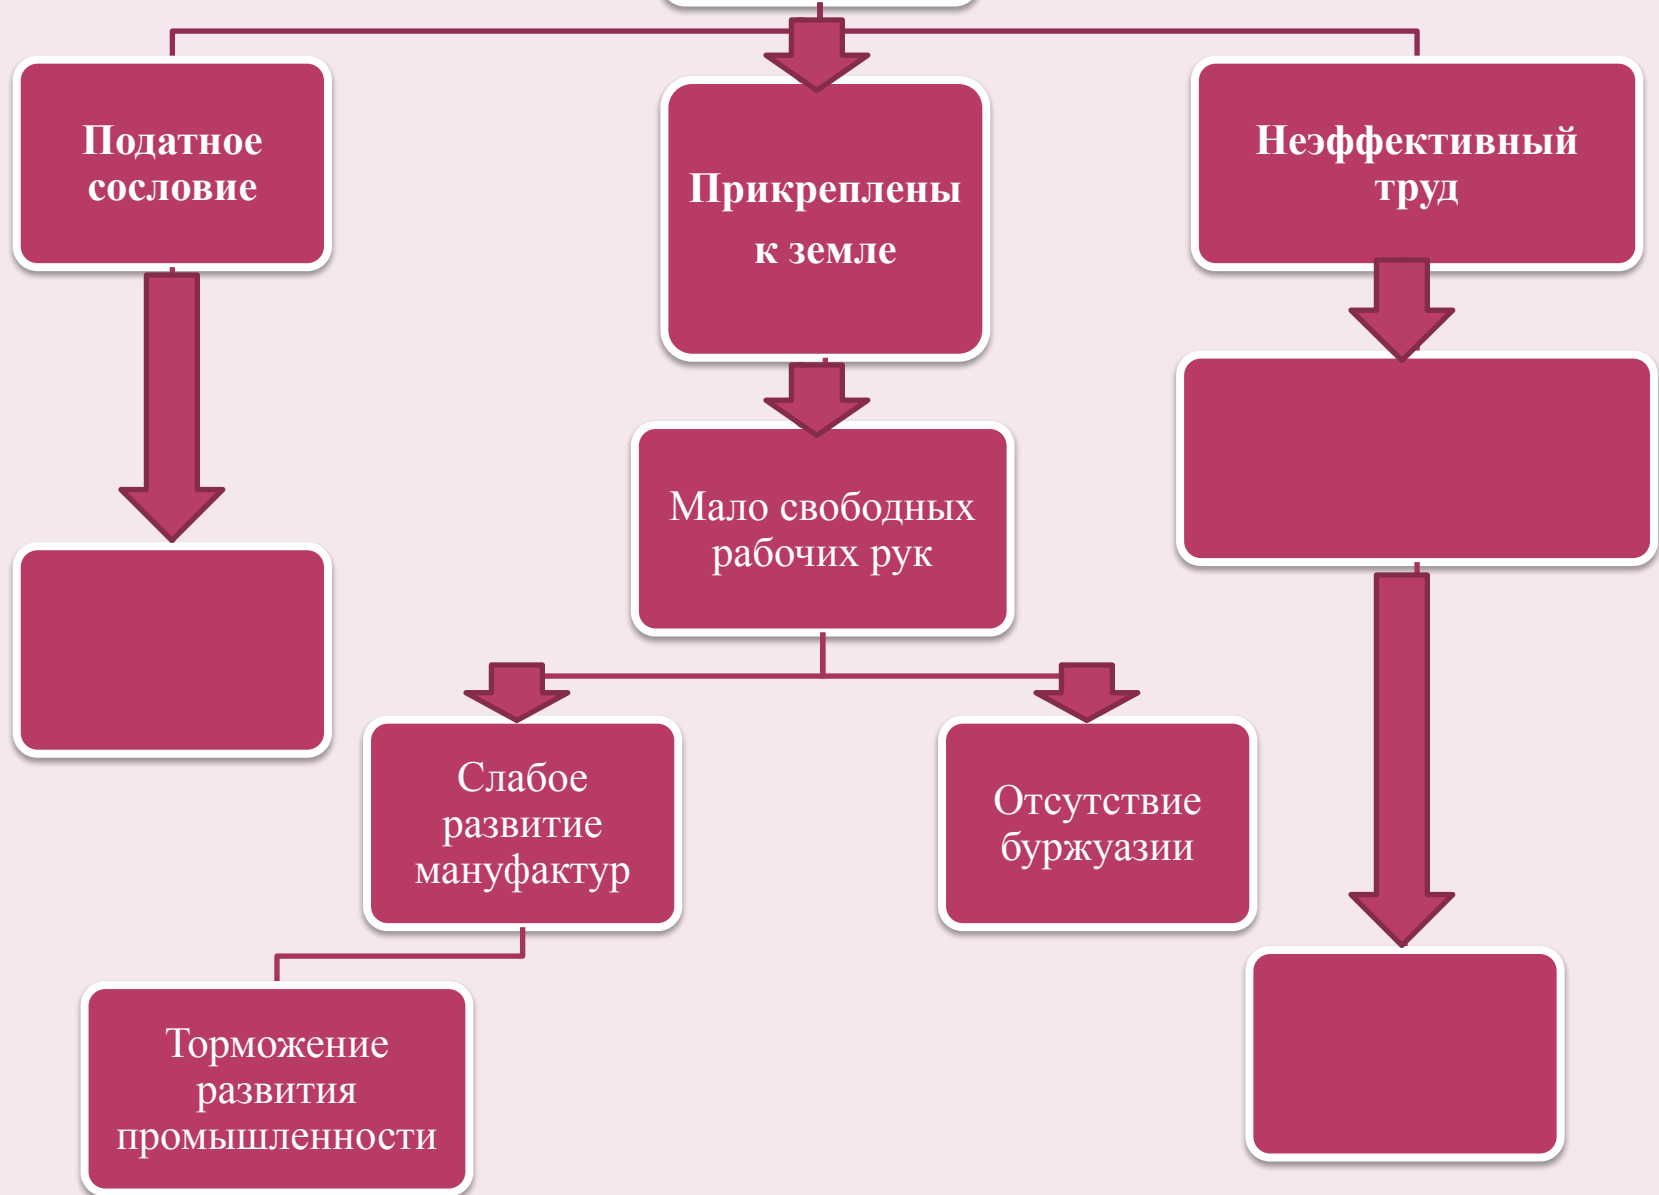 Податное
сословие
Прикреплены
к земле
Неэффективный
труд
Мало свободных
рабочих рук
Слабое
развитие
мануфактур
Отсутствие
буржуазии
Торможение
развития
промышленности